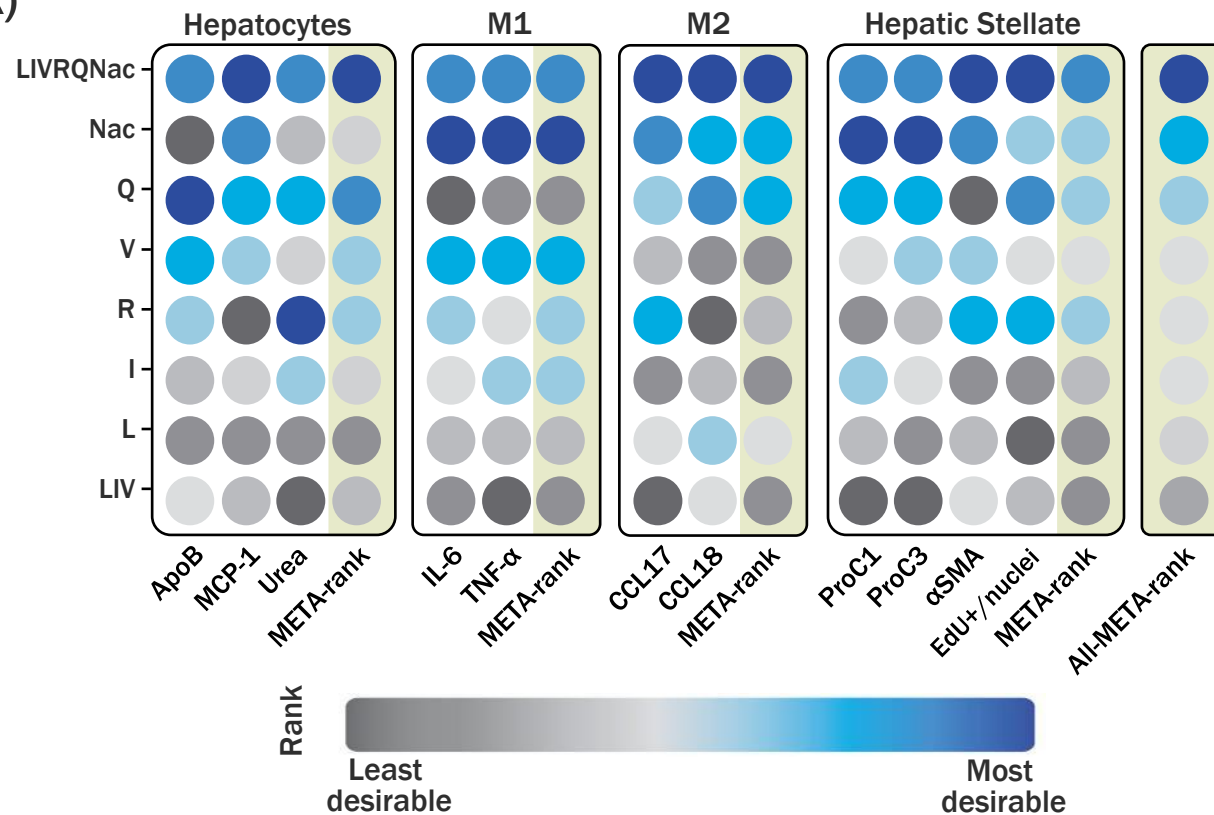 Hepatocytes
M1
M2
Hepatic Stellate
LIVRQNac
Nac
Q
V
R
I
L
LIV
ApoB
MCP-1
Urea
META-rank
IL-6
TNF-α
META-rank
CCL17
CCL18
META-rank
ProC1
ProC3
αSMA
EdU+/nuclei
META-rank
All-META-rank
Rank
Least
desirable
Most
desirable